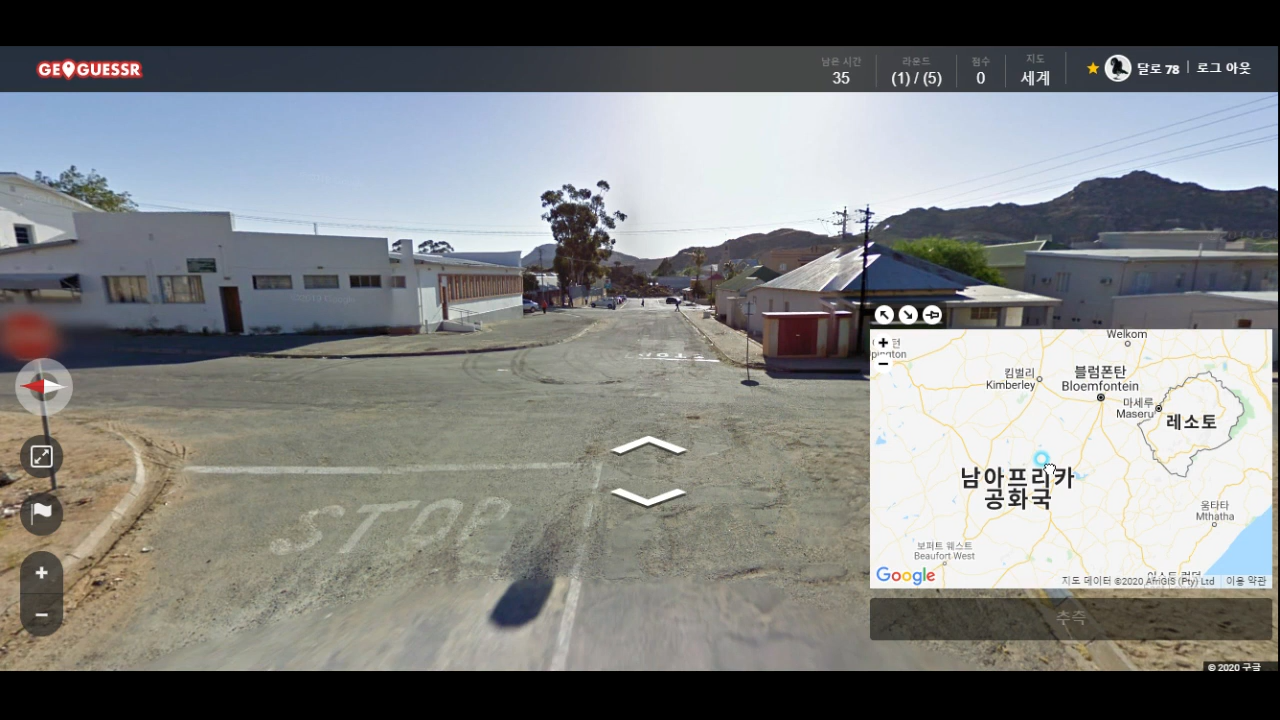 GEOGUESSR
남은 시간
35
라운드
(1) / (5)
점수
0
지도
세계
달로 78
로그 아웃
STOP
Welkom
킴벌리
Kimberley
블럼폰탄
Bloemfontein
마세루
Maseru
레소토
남아프리카
공화국
움타타
Mthatha
보퍼트 웨스트
Beaufort West
Google
지도 데이터 ©2020 AfriGIS (Pty) Ltd
이용 약관
추측
© 2020 구글